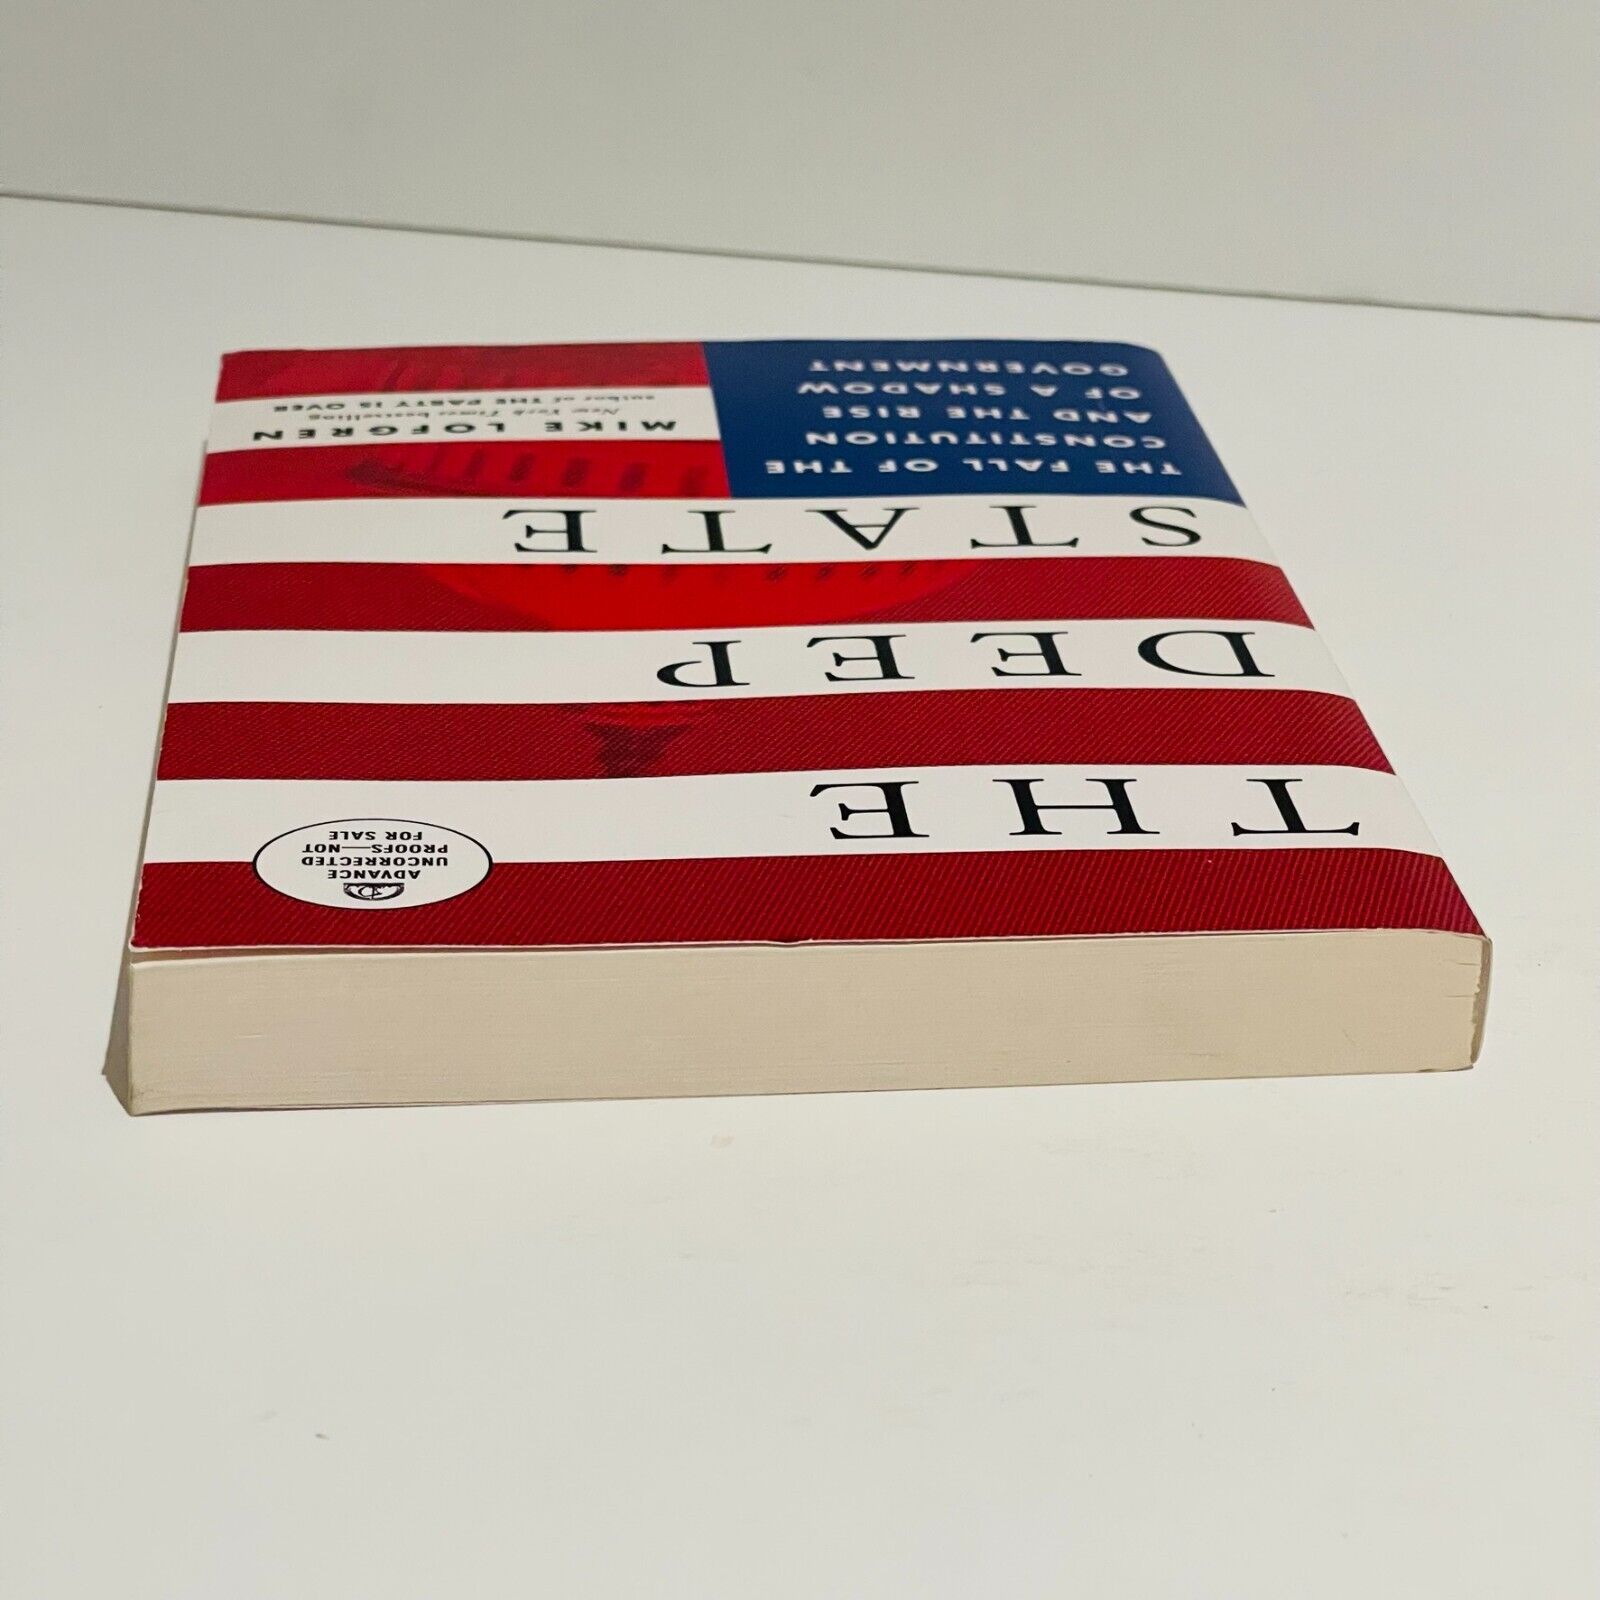 ADVANCE
UNCORRECTED
PROOFS—NOT
FOR SALE
THE
DEEP
STATE
THE FALL OF THE
CONSTITUTION
AND THE RISE
OF A SHADOW
GOVERNMENT
MIKE LOFGREN
New York Times bestselling
author of THE PARTY IS OVER